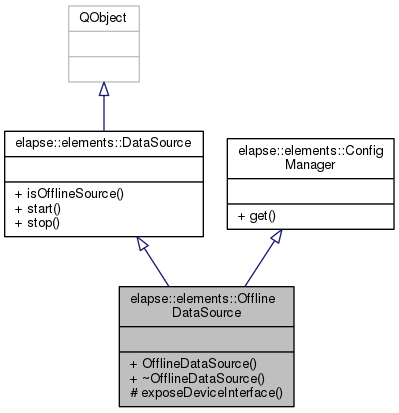 QObject
elapse::elements::DataSource
+ isOfflineSource()
+ start()
+ stop()
elapse::elements::Config
Manager
+ get()
elapse::elements::Offline
DataSource
+ OfflineDataSource()
+ ~OfflineDataSource()
# exposeDeviceInterface()